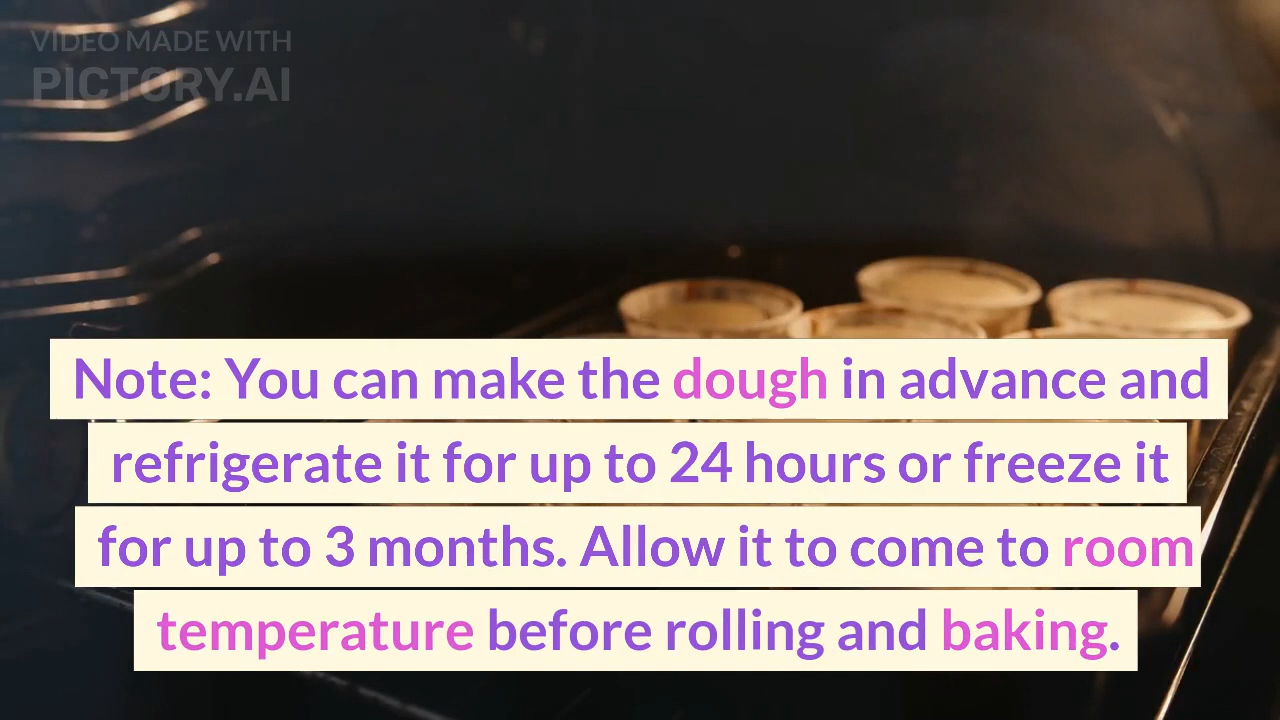 VIDEO MADE WITH
PICTORY.AI
Note: You can make the dough in advance and
refrigerate it for up to 24 hours or freeze it
for up to 3 months. Allow it to come to room
temperature before rolling and baking.